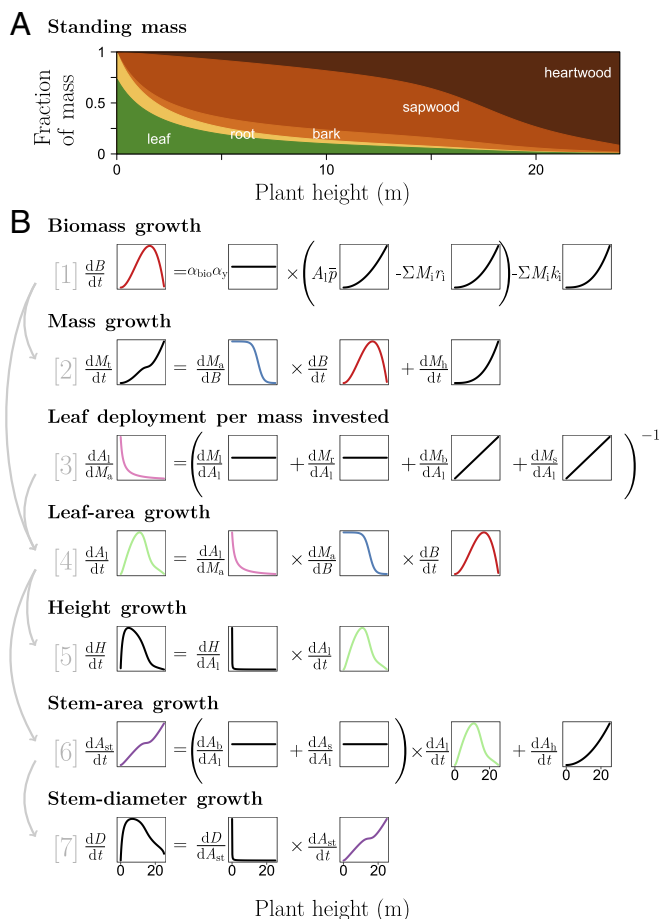 A Standing mass
Fraction of mass
1
0.5
0
leaf
root
bark
sapwood
heartwood
0 10 20
Plant height (m)
B Biomass growth
[1] dB/dt = α_bio α_y × ( A_l p̅ -ΣM_i r_i ) -ΣM_i k_i
Mass growth
[2] dM_t/dt = dM_a/dB × dB/dt + dM_h/dt
Leaf deployment per mass invested
[3] dA_l/dM_a = ( dM_l/dA_l + dM_r/dA_l + dM_b/dA_l + dM_s/dA_l )^−1
Leaf-area growth
[4] dA_l/dt = dA_l/dM_a × dM_a/dB × dB/dt
Height growth
[5] dH/dt = dH/dA_l × dA_l/dt
Stem-area growth
[6] dA_st/dt = ( dA_b/dA_l + dA_s/dA_l ) × dA_l/dt + dA_h/dt
0 20 0 20
Stem-diameter growth
[7] dD/dt = dD/dA_st × dA_st/dt
0 20 0 20 0 20
Plant height (m)